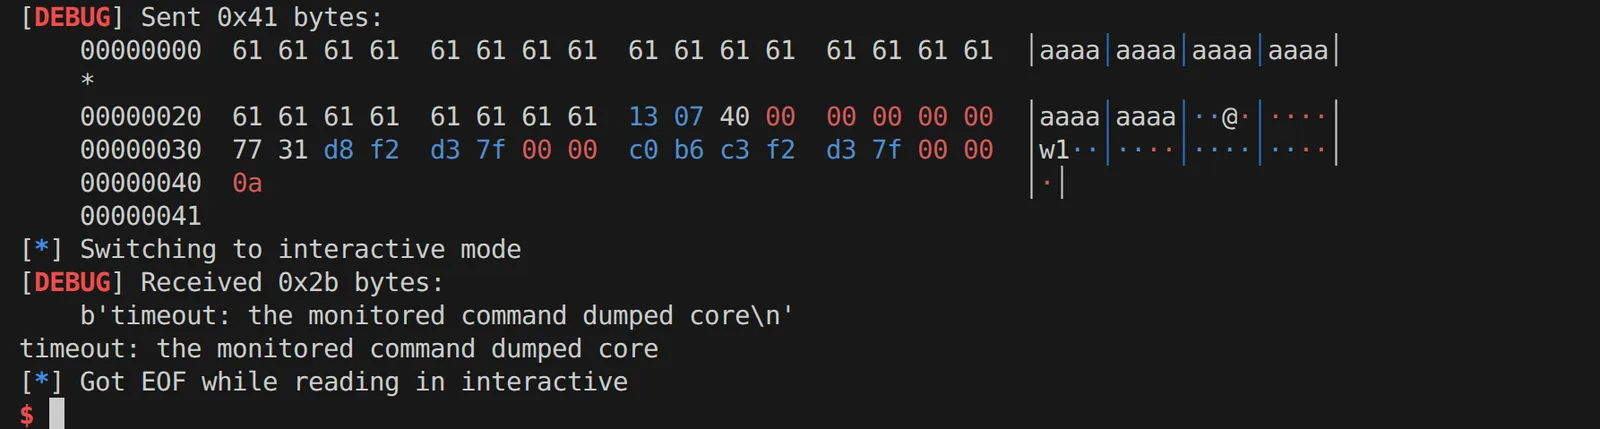 [DEBUG] Sent 0x41 bytes:
00000000  61 61 61 61  61 61 61 61  61 61 61 61  61 61 61 61  │aaaa│aaaa│aaaa│aaaa│
*
00000020  61 61 61 61  61 61 61 61  13 07 40 00  00 00 00 00  │aaaa│aaaa│··@·│····│
00000030  77 31 d8 f2  d3 7f 00 00  c0 b6 c3 f2  d3 7f 00 00  │w1··│····│····│····│
00000040  0a  │·│
00000041
[*] Switching to interactive mode
[DEBUG] Received 0x2b bytes:
b'timeout: the monitored command dumped core\n'
timeout: the monitored command dumped core
[*] Got EOF while reading in interactive
$